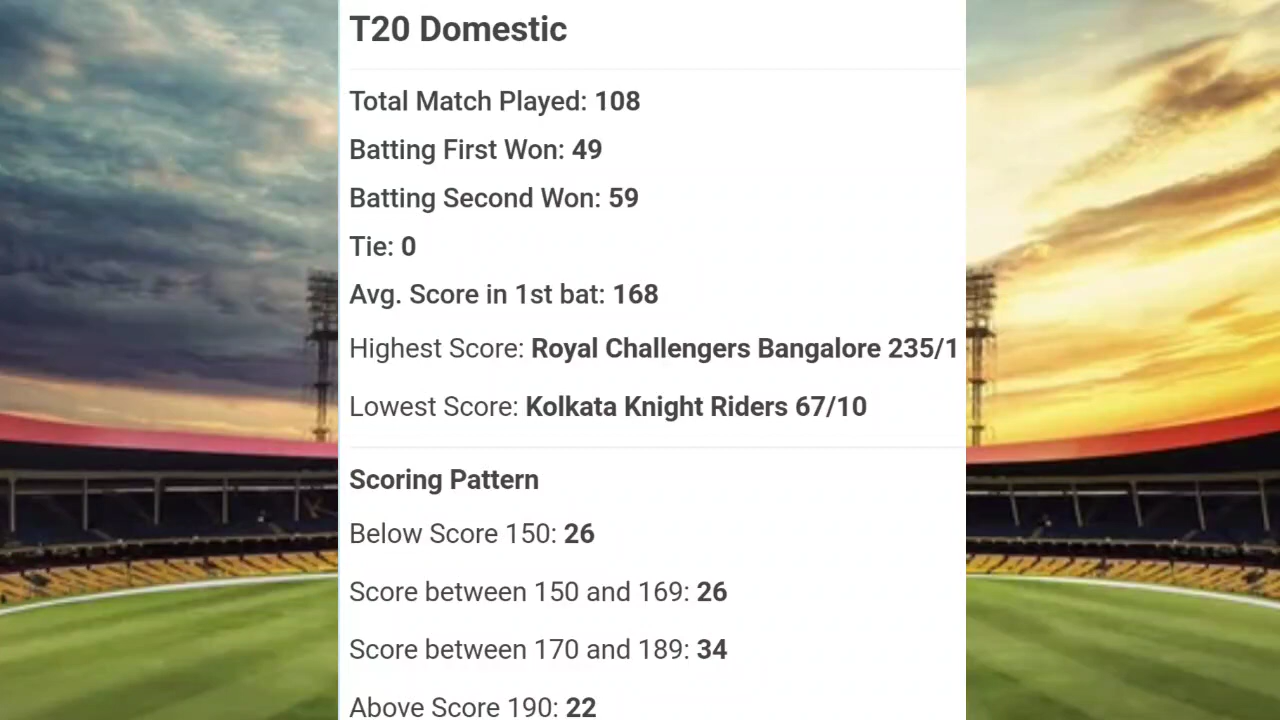 T20 Domestic
Total Match Played: 108
Batting First Won: 49
Batting Second Won: 59
Tie: 0
Avg. Score in 1st bat: 168
Highest Score: Royal Challengers Bangalore 235/1
Lowest Score: Kolkata Knight Riders 67/10
Scoring Pattern
Below Score 150: 26
Score between 150 and 169: 26
Score between 170 and 189: 34
Above Score 190: 22